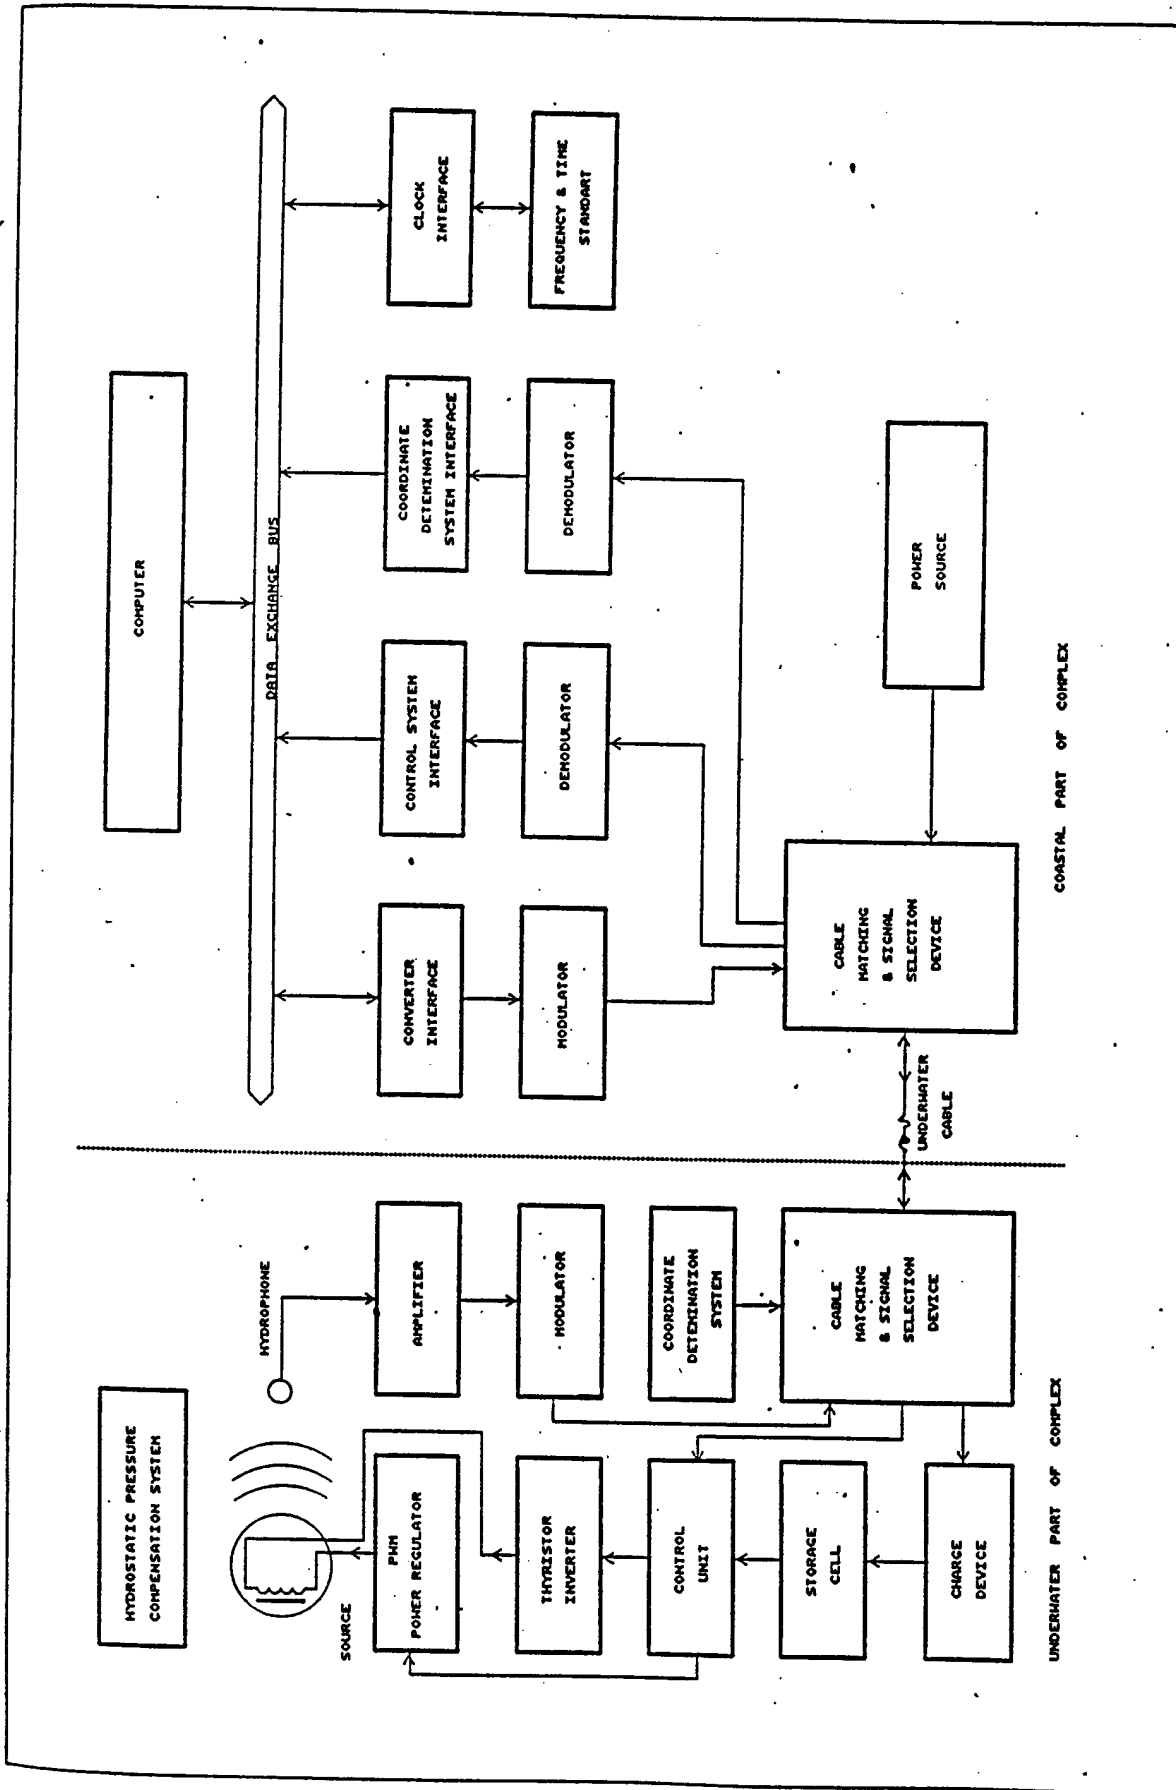 HYDROSTATIC PRESSURE
COMPENSATION SYSTEM
HYDROPHONE
SOURCE
PWM
POWER REGULATOR
AMPLIFIER
THYRISTOR
INVERTER
MODULATOR
CONTROL
UNIT
COORDINATE
DETEMINATION
SYSTEM
STORAGE
CELL
CABLE
MATCHING
& SIGNAL
SELECTION
DEVICE
CHARGE
DEVICE
UNDERWATER PART OF COMPLEX
COMPUTER
DATA EXCHANGE BUS
CONVERTER
INTERFACE
CONTROL SYSTEM
INTERFACE
COORDINATE
DETEMINATION
SYSTEM INTERFACE
CLOCK
INTERFACE
MODULATOR
DEMODULATOR
DEMODULATOR
FREQUENCY & TIME
STANDART
CABLE
MATCHING
& SIGNAL
SELECTION
DEVICE
POWER
SOURCE
UNDERWATER
CABLE
COASTAL PART OF COMPLEX